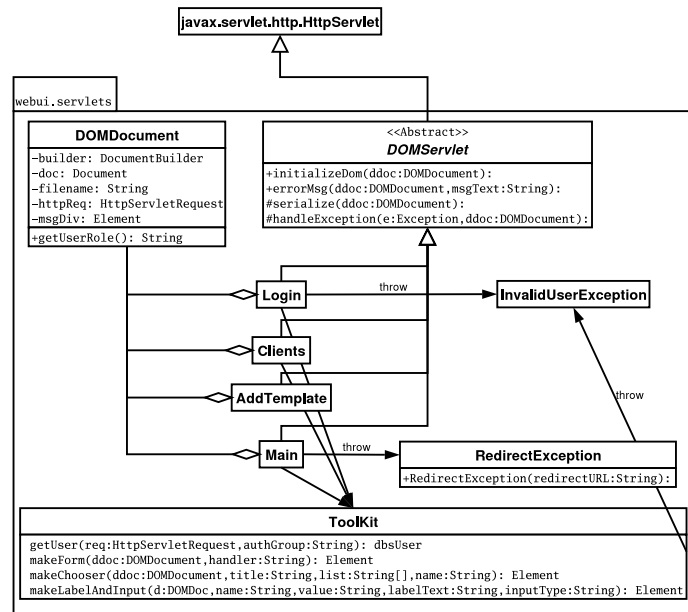 javax.servlet.http.HttpServlet
webui.servlets
DOMDocument
-builder: DocumentBuilder
-doc: Document
-filename: String
-httpReq: HttpServletRequest
-msgDiv: Element
+getUserRole(): String
<<Abstract>>
DOMServlet
+initializeDom(ddoc:DOMDocument):
+errorMsg(ddoc:DOMDocument,msgText:String):
#serialize(ddoc:DOMDocument):
#handleException(e:Exception,ddoc:DOMDocument):
Login
throw
InvalidUserException
Clients
AddTemplate
throw
Main
throw
RedirectException
+RedirectException(redirectURL:String):
ToolKit
getUser(req:HttpServletRequest,authGroup:String): dbsUser
makeForm(ddoc:DOMDocument,handler:String): Element
makeChooser(ddoc:DOMDocument,title:String,list:String[],name:String): Element
makeLabelAndInput(d:DOMDoc,name:String,value:String,labelText:String,inputType:String): Element